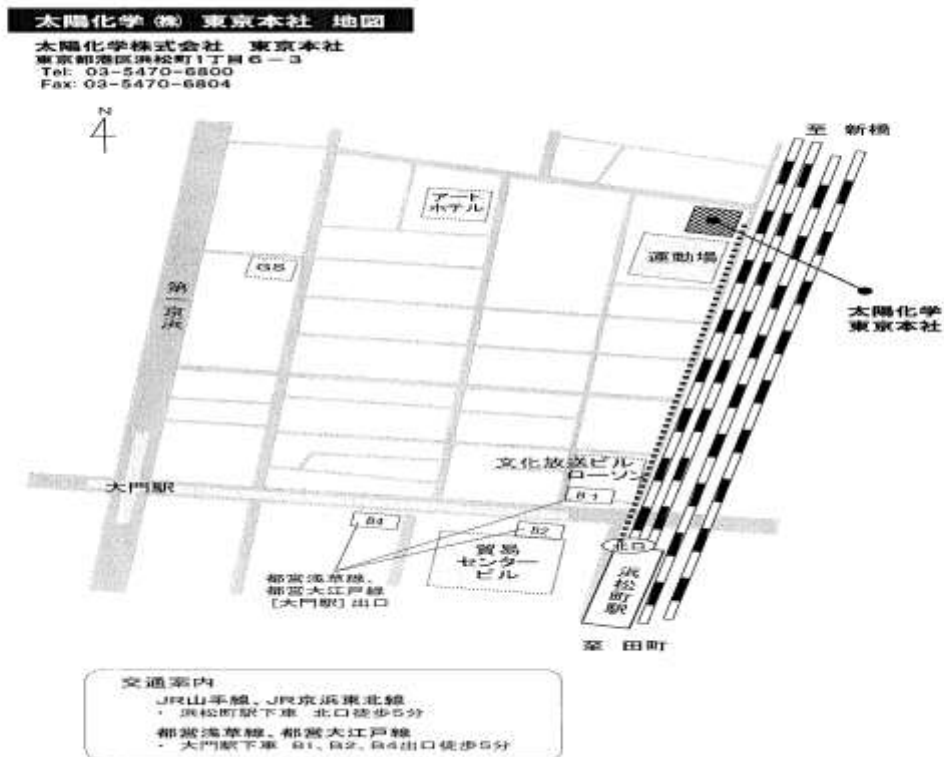 太陽化学 ㈱ 東京本社 地図
太陽化学株式会社 東京本社
東京都港区浜松町1丁目6-3
Tel: 03-5470-6800
Fax: 03-5470-6804
N
至 新橋
アート
ホテル
運動場
GS
太陽化学
東京本社
第一京浜
文化放送ビル
ローソン
B1
大門駅
B4
B2
北口
貿易
センター
ビル
浜松町駅
都営浅草線、
都営大江戸線
[大門駅]出口
至 田町
交通案内
JR山手線、JR京浜東北線
・ 浜松町駅下車 北口徒歩5分
都営浅草線、都営大江戸線
・ 大門駅下車 B1、B2、B4出口徒歩5分